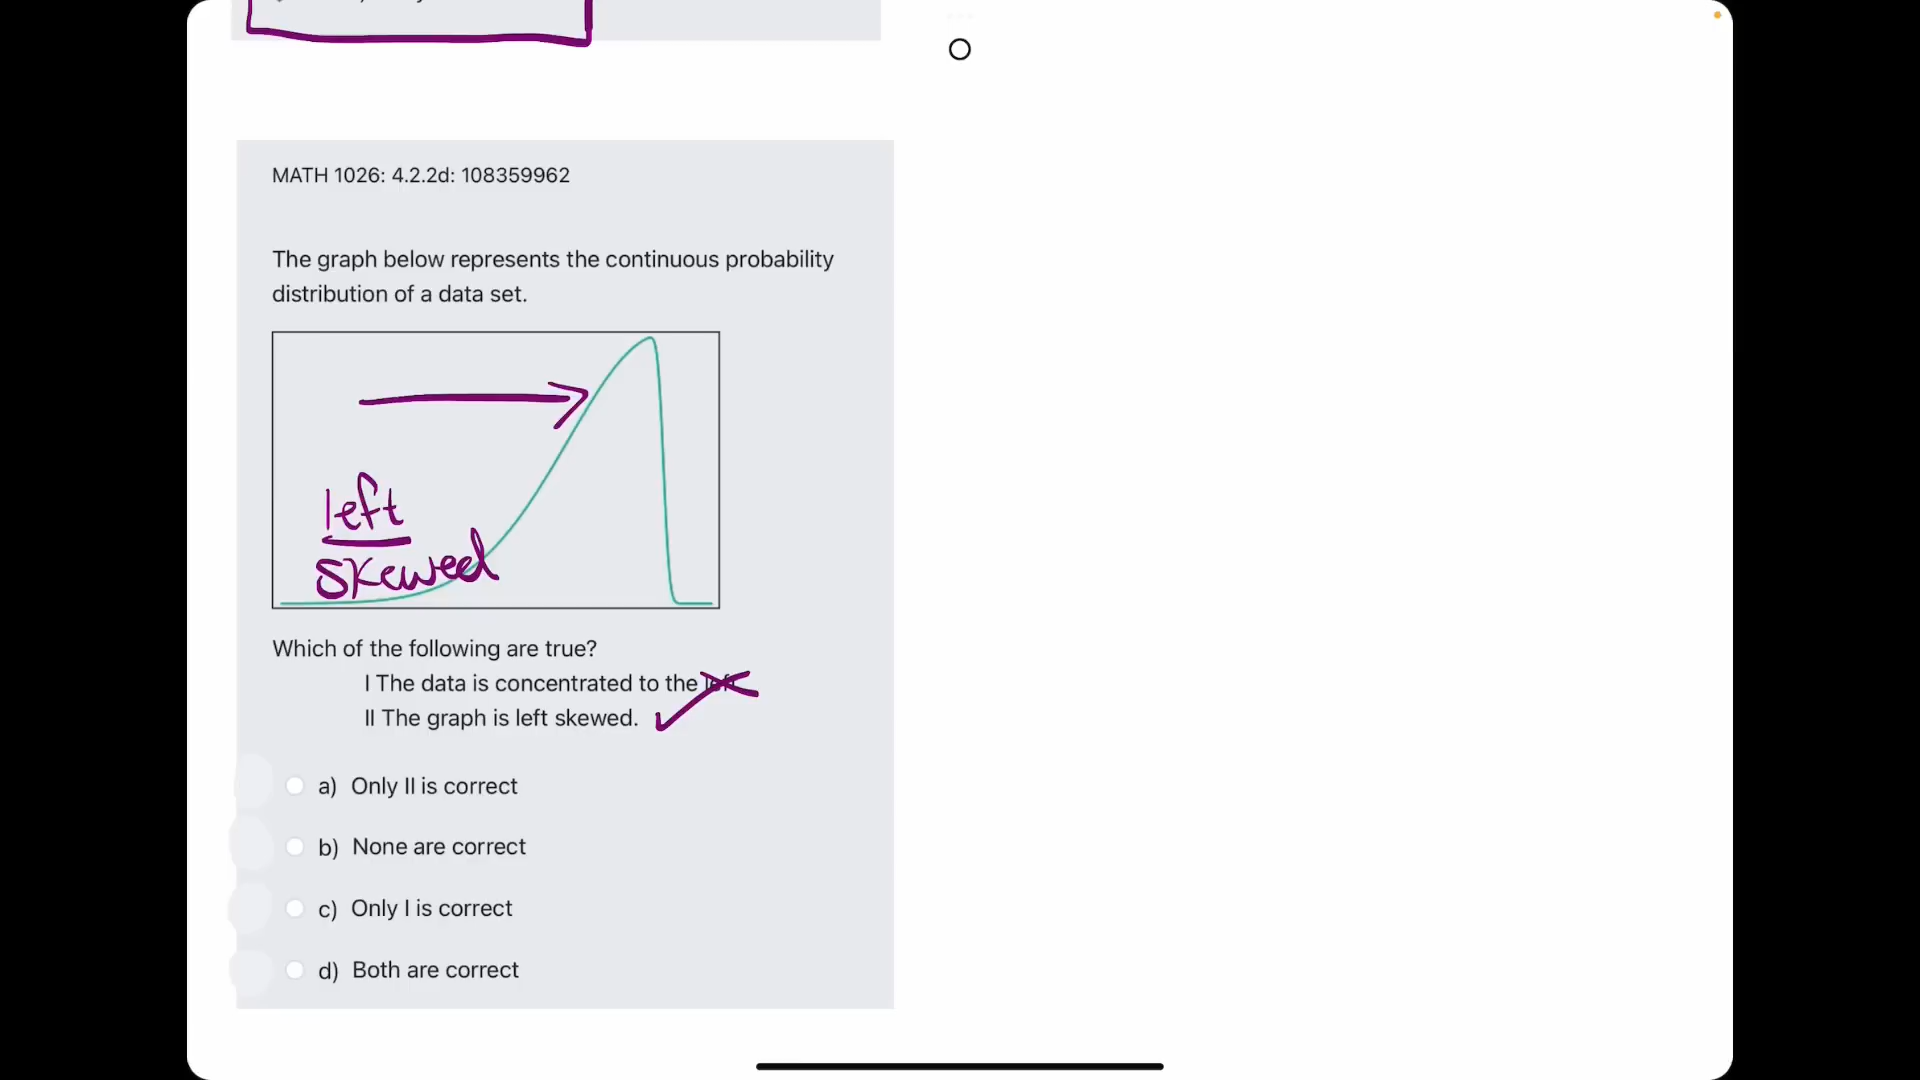 MATH 1026: 4.2.2d: 108359962
The graph below represents the continuous probability
distribution of a data set.
left
skewed
Which of the following are true?
I The data is concentrated to the left.
II The graph is left skewed.
a) Only II is correct
b) None are correct
c) Only I is correct
d) Both are correct